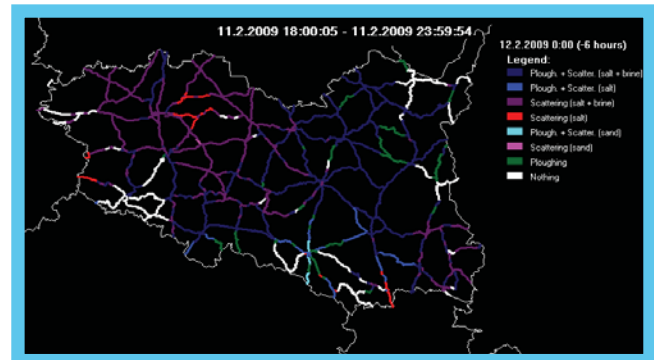 11.2.2009 18:00:05 - 11.2.2009 23:59:54
12.2.2009 0:00 (-6 hours)
Legend:
Plough. + Scatter. (salt + brine)
Plough. + Scatter. (salt)
Scattering (salt + brine)
Scattering (salt)
Plough. + Scatter. (sand)
Scattering (sand)
Ploughing
Nothing